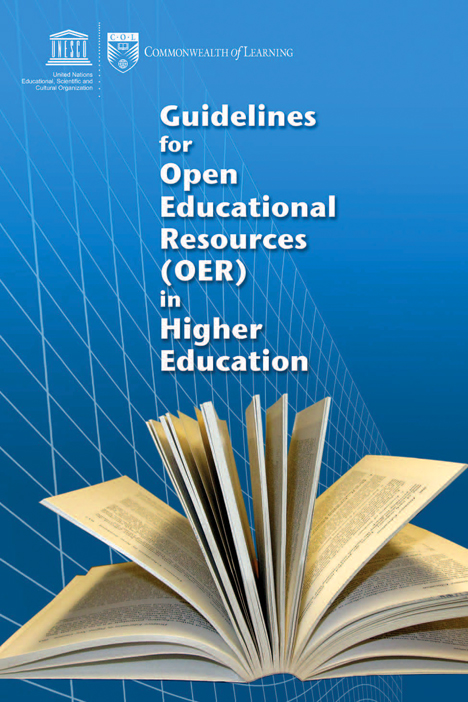 UNESCO
United Nations
Educational, Scientific and
Cultural Organization
C·O·L
COMMONWEALTH of LEARNING
Guidelines
for
Open
Educational
Resources
(OER)
in
Higher
Education